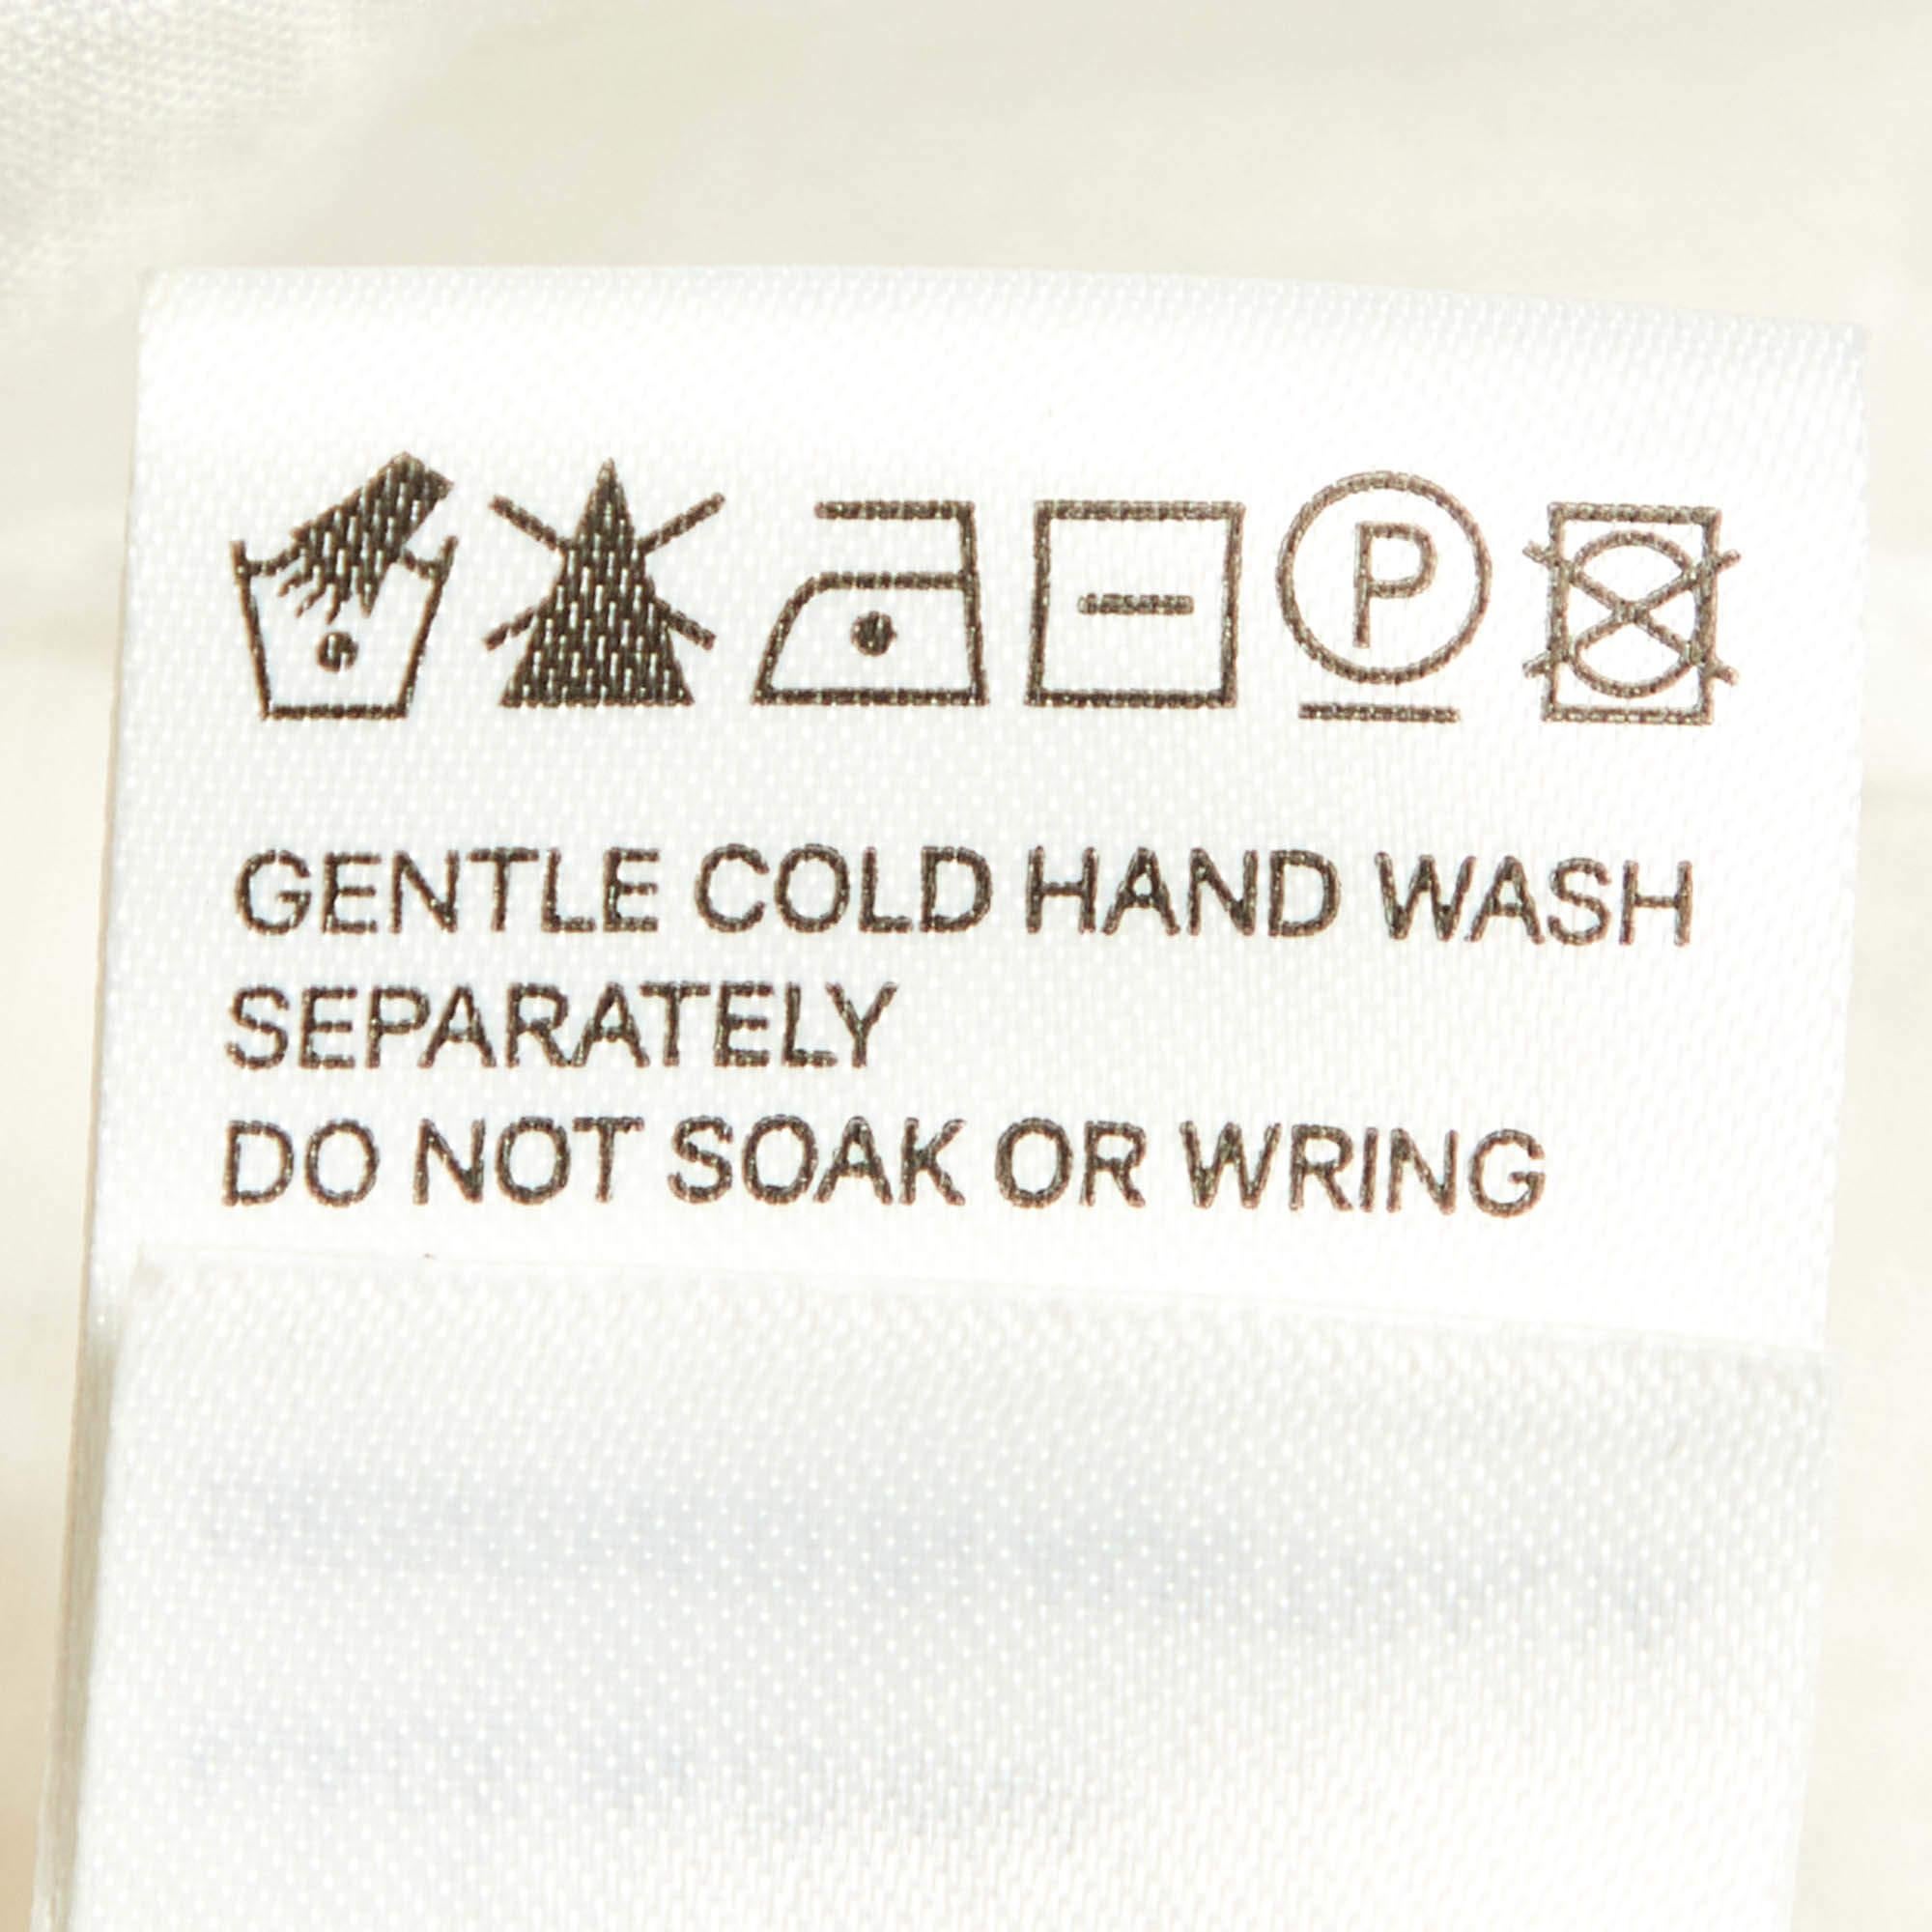 P
GENTLE COLD HAND WASH
SEPARATELY
DO NOT SOAK OR WRING